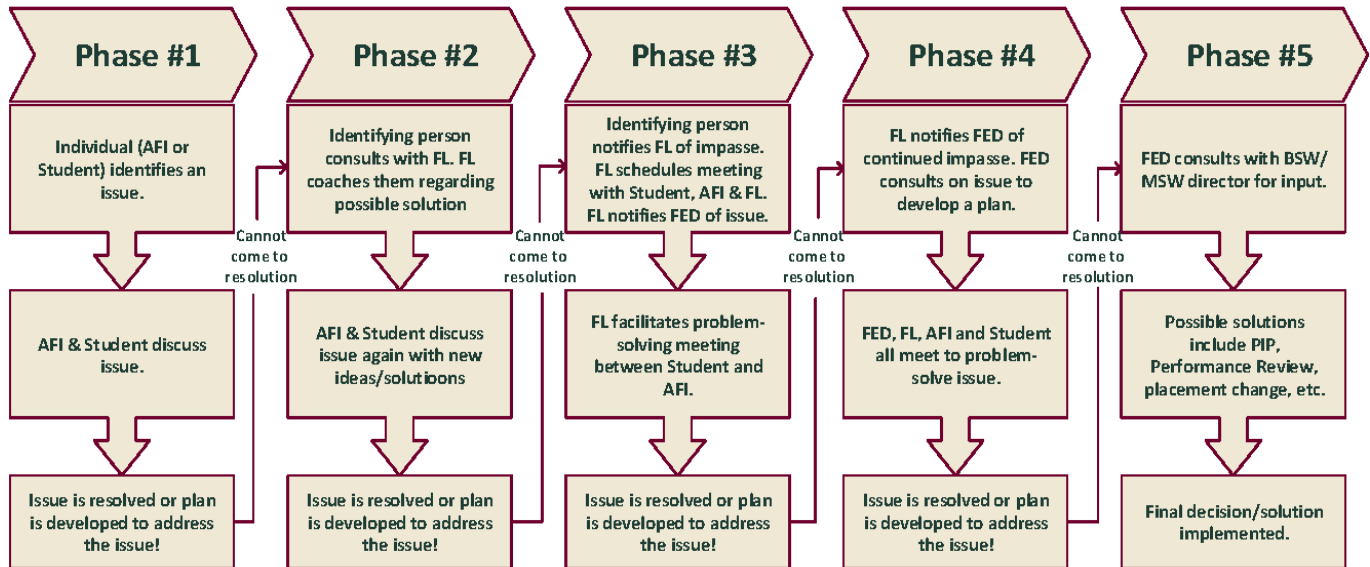 Phase #1
Individual (AFI or
Student) identifies an
issue.
AFI & Student discuss
issue.
Issue is resolved or plan
is developed to address
the issue!
Cannot
come to
resolution
Phase #2
Identifying person
consults with FL. FL
coaches them regarding
possible solution
AFI & Student discuss
issue again with new
ideas/solutioons
Issue is resolved or plan
is developed to address
the issue!
Cannot
come to
resolution
Phase #3
Identifying person
notifies FL of impasse.
FL schedules meeting
with Student, AFI & FL.
FL notifies FED of issue.
FL facilitates problem-
solving meeting
between Student and
AFI.
Issue is resolved or plan
is developed to address
the issue!
Cannot
come to
resolution
Phase #4
FL notifies FED of
continued impasse. FED
consults on issue to
develop a plan.
FED, FL, AFI and Student
all meet to problem-
solve issue.
Issue is resolved or plan
is developed to address
the issue!
Cannot
come to
resolution
Phase #5
FED consults with BSW/
MSW director for input.
Possible solutions
include PIP,
Performance Review,
placement change, etc.
Final decision/solution
implemented.